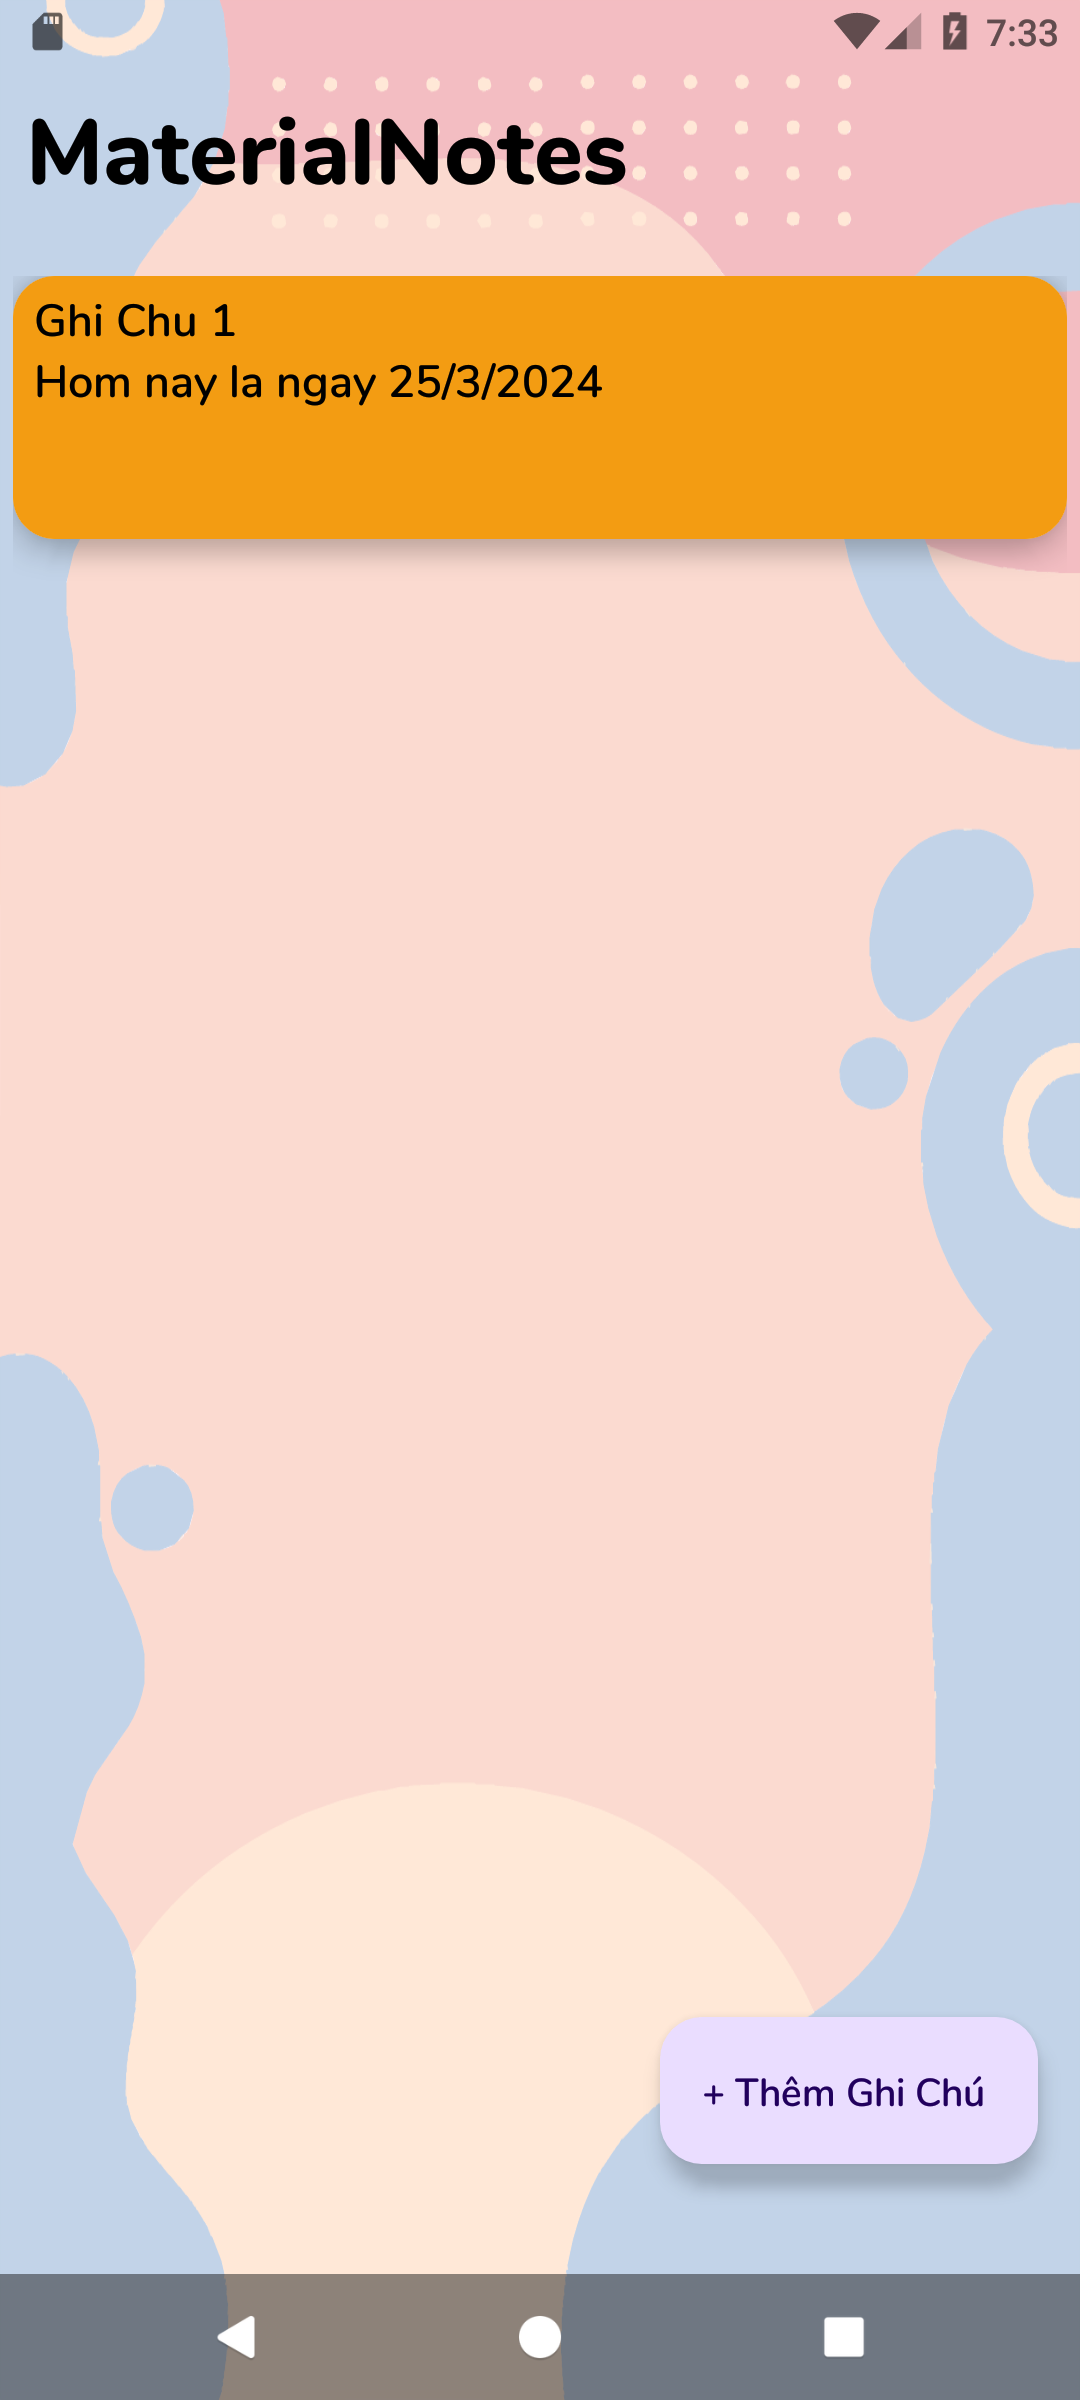 7:33
MaterialNotes
Ghi Chu 1
Hom nay la ngay 25/3/2024
+ Thêm Ghi Chú